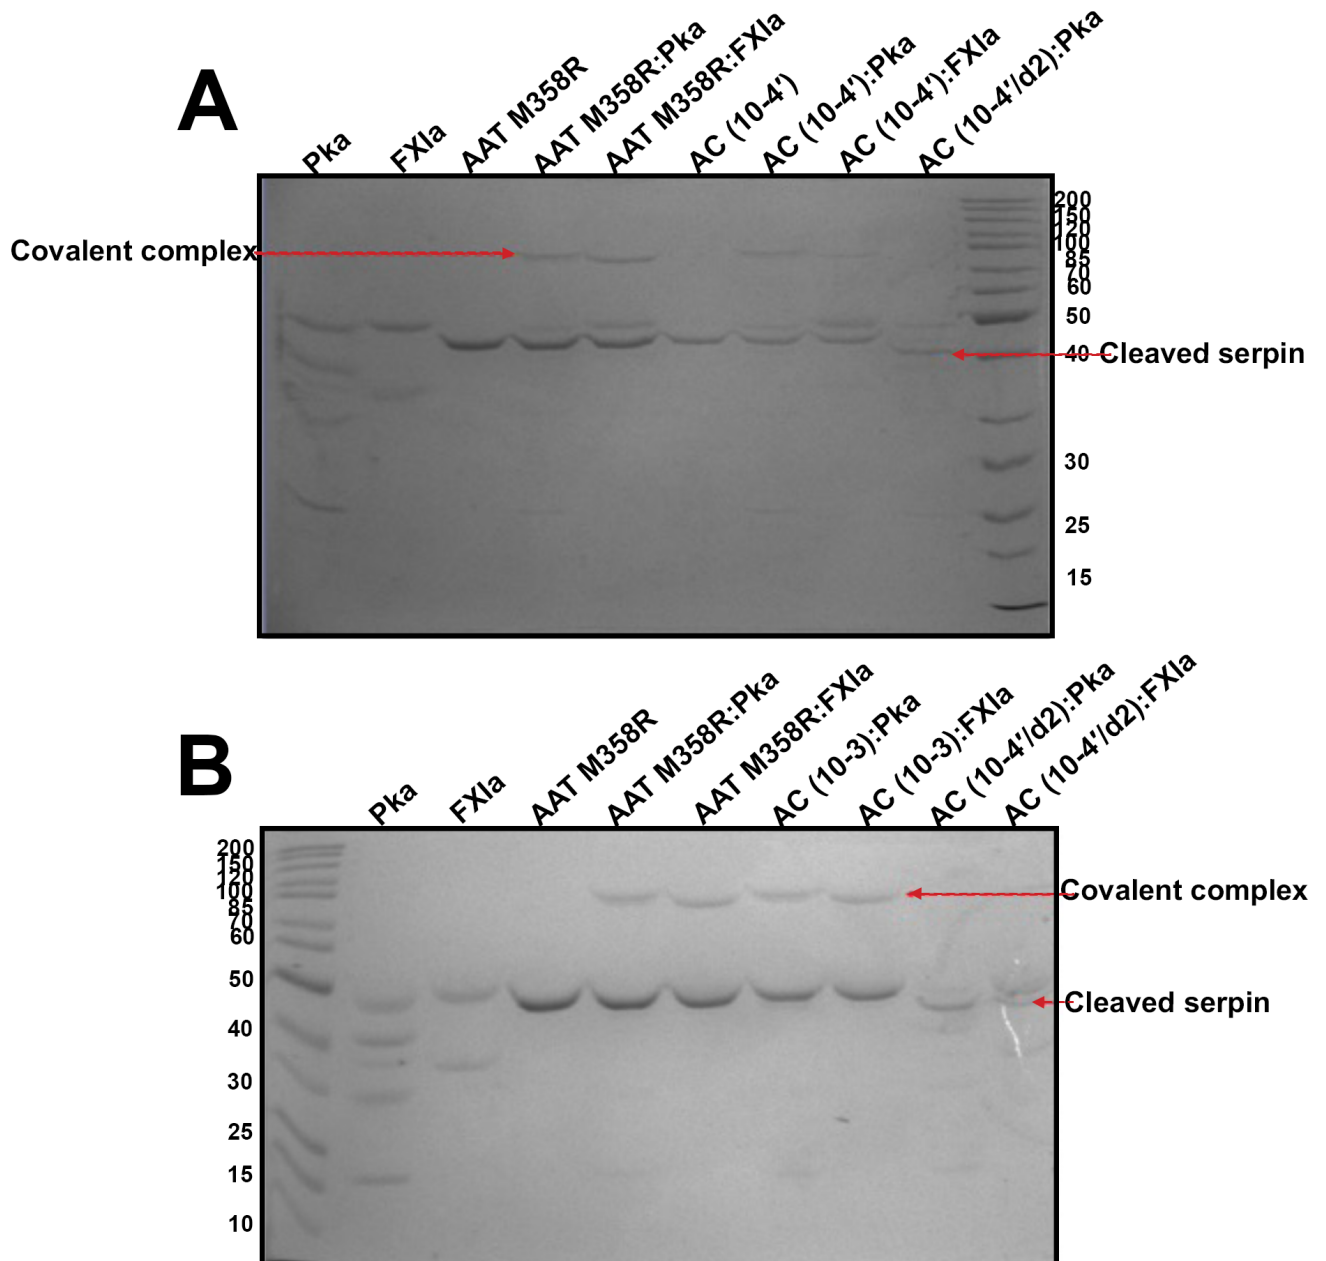 A
Pka
FXIa
AAT M358R
AAT M358R:Pka
AAT M358R:FXIa
AC (10-4′)
AC (10-4′):Pka
AC (10-4′):FXIa
AC (10-4′/d2):Pka
Covalent complex
200
150
120
100
85
70
60
50
40
Cleaved serpin
30
25
15
B
Pka
FXIa
AAT M358R
AAT M358R:Pka
AAT M358R:FXIa
AC (10-3):Pka
AC (10-3):FXIa
AC (10-4′/d2):Pka
AC (10-4′/d2):FXIa
200
150
120
100
85
70
60
50
40
30
25
15
10
Covalent complex
Cleaved serpin